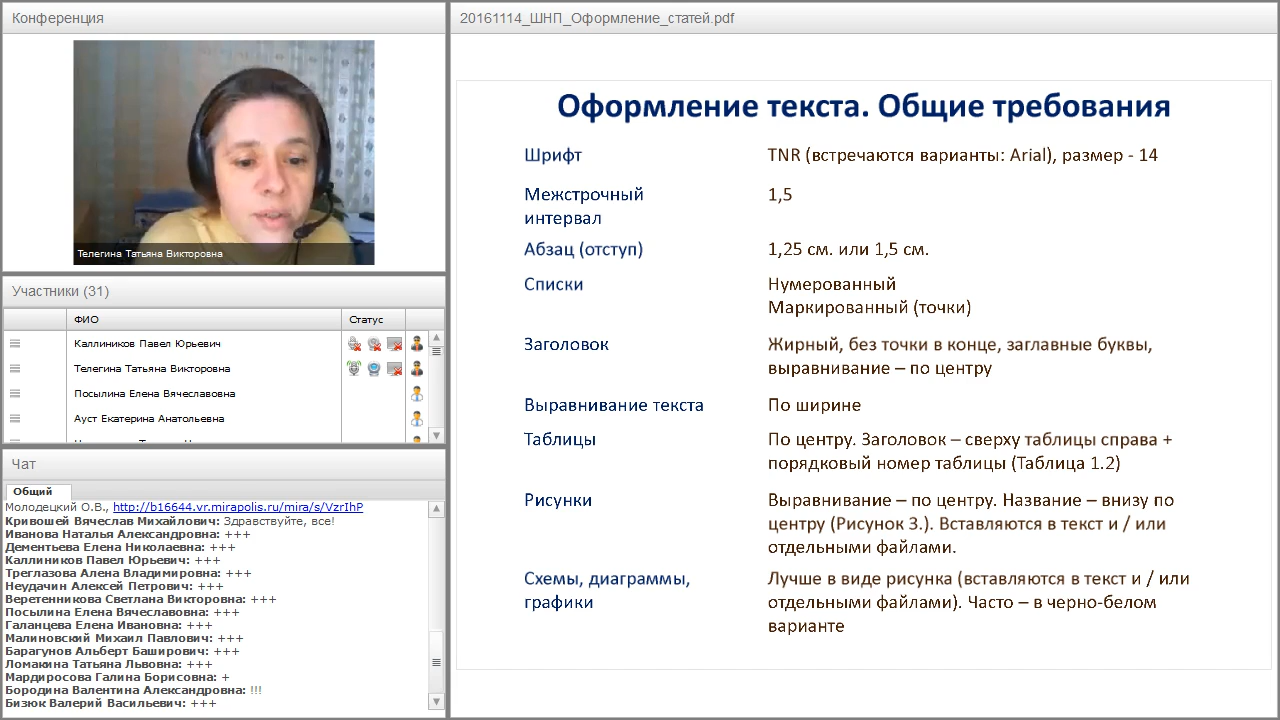 Конференция
Телегина Татьяна Викторовна
Участники (31)
ФИО Статус
Каллиников Павел Юрьевич
Телегина Татьяна Викторовна
Посылина Елена Вячеславовна
Ауст Екатерина Анатольевна
Чат
Общий
Молодецкий О.В., http://b16644.vr.mirapolis.ru/mira/s/VzrIhP
Кривошей Вячеслав Михайлович: Здравствуйте, все!
Иванова Наталья Александровна: +++
Дементьева Елена Николаевна: +++
Каллиников Павел Юрьевич: +++
Треглазова Алена Владимировна: +++
Неудачин Алексей Петрович: +++
Веретенникова Светлана Викторовна: +++
Посылина Елена Вячеславовна: +++
Галанцева Елена Ивановна: +++
Малиновский Михаил Павлович: +++
Барагунов Альберт Баширович: +++
Ломакина Татьяна Львовна: +++
Мардиросова Галина Борисовна: +
Бородина Валентина Александровна: !!!
Бизюк Валерий Васильевич: +++
20161114_ШНП_Оформление_статей.pdf
Оформление текста. Общие требования
Шрифт TNR (встречаются варианты: Arial), размер - 14
Межстрочный 1,5
интервал
Абзац (отступ) 1,25 см. или 1,5 см.
Списки Нумерованный
Маркированный (точки)
Заголовок Жирный, без точки в конце, заглавные буквы,
выравнивание – по центру
Выравнивание текста По ширине
Таблицы По центру. Заголовок – сверху таблицы справа +
порядковый номер таблицы (Таблица 1.2)
Рисунки Выравнивание – по центру. Название – внизу по
центру (Рисунок 3.). Вставляются в текст и / или
отдельными файлами.
Схемы, диаграммы, Лучше в виде рисунка (вставляются в текст и / или
графики отдельными файлами). Часто – в черно-белом
варианте